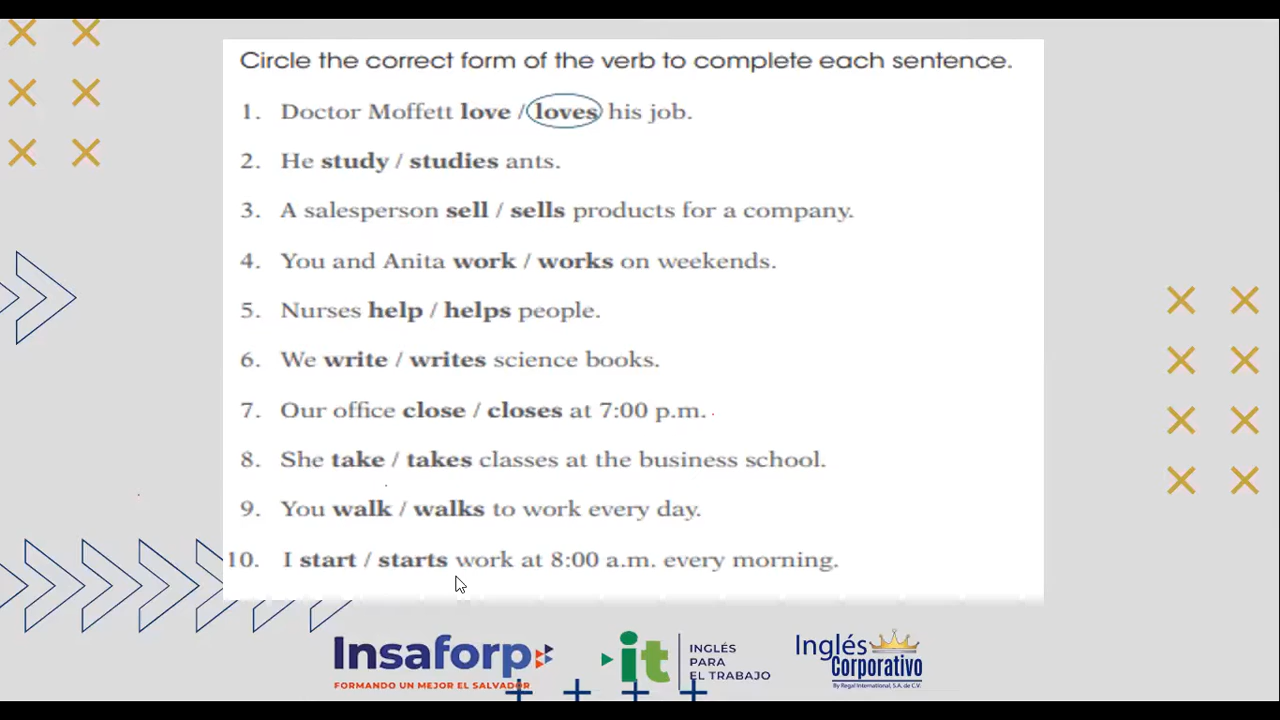 Circle the correct form of the verb to complete each sentence.
1. Doctor Moffett love / loves his job.
2. He study / studies ants.
3. A salesperson sell / sells products for a company.
4. You and Anita work / works on weekends.
5. Nurses help / helps people.
6. We write / writes science books.
7. Our office close / closes at 7:00 p.m.
8. She take / takes classes at the business school.
9. You walk / walks to work every day.
10. I start / starts work at 8:00 a.m. every morning.
Insaforp
FORMANDO UN MEJOR EL SALVADOR
it
INGLÉS
PARA
EL TRABAJO
Inglés
Corporativo
By Regal International, S.A. de C.V.